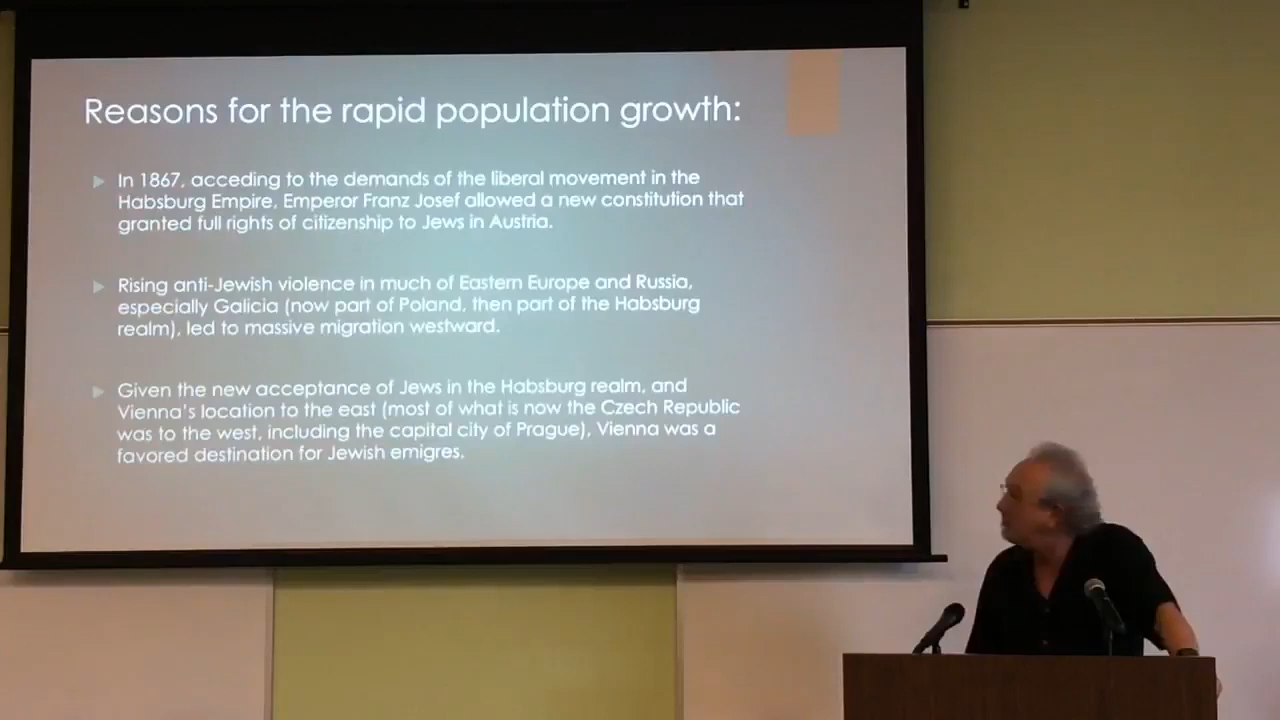 Reasons for the rapid population growth:
In 1867, acceding to the demands of the liberal movement in the
Habsburg Empire, Emperor Franz Josef allowed a new constitution that
granted full rights of citizenship to Jews in Austria.
Rising anti-Jewish violence in much of Eastern Europe and Russia,
especially Galicia (now part of Poland, then part of the Habsburg
realm), led to massive migration westward.
Given the new acceptance of Jews in the Habsburg realm, and
Vienna's location to the east (most of what is now the Czech Republic
was to the west, including the capital city of Prague), Vienna was a
favored destination for Jewish emigres.